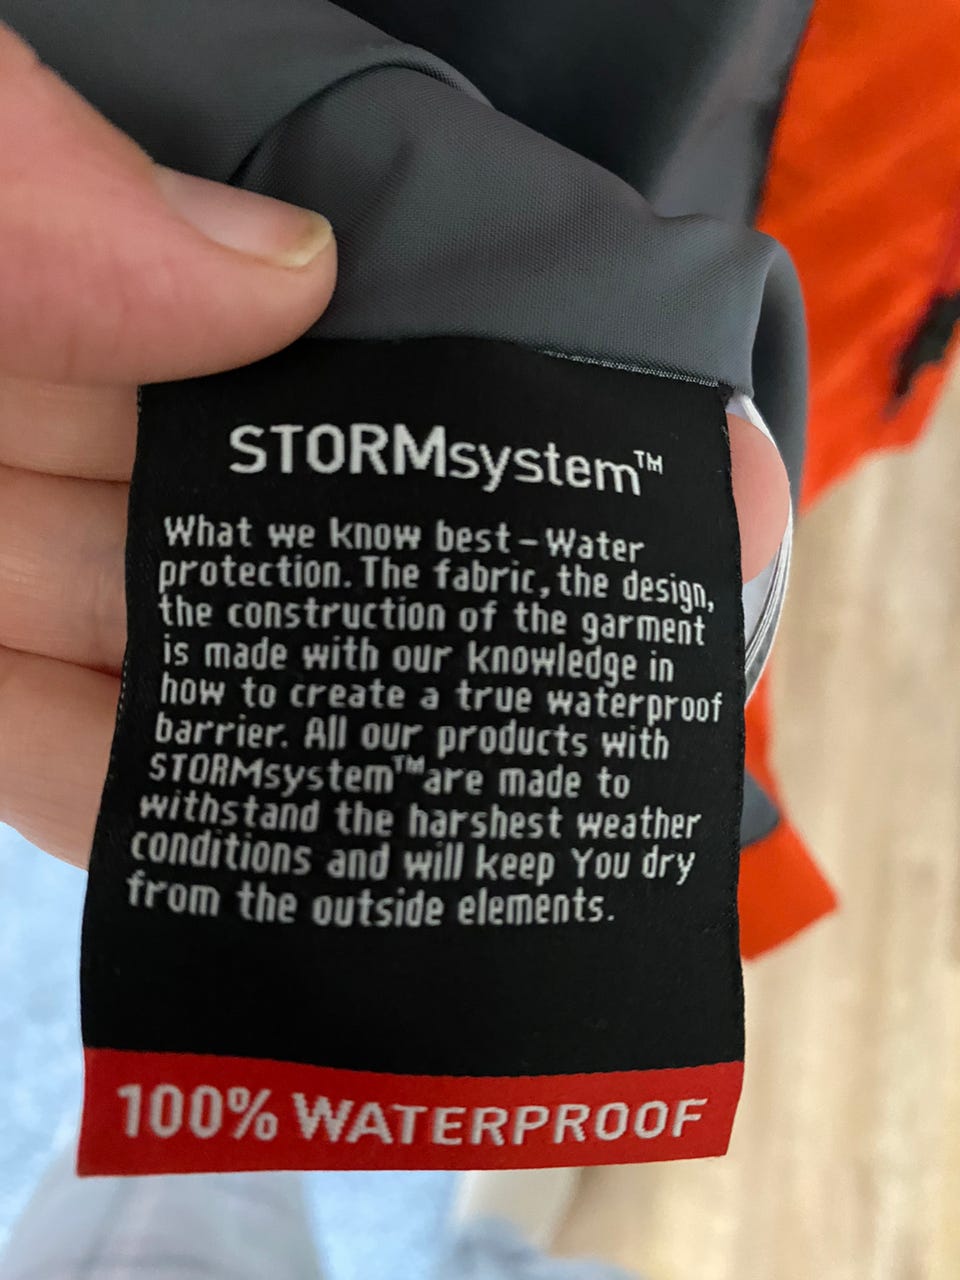 STORMsystem™
What we know best – Water
protection. The fabric, the design,
the construction of the garment
is made with our knowledge in
how to create a true waterproof
barrier. All our products with
STORMsystem™ are made to
withstand the harshest weather
conditions and will keep You dry
from the outside elements.
100% WATERPROOF